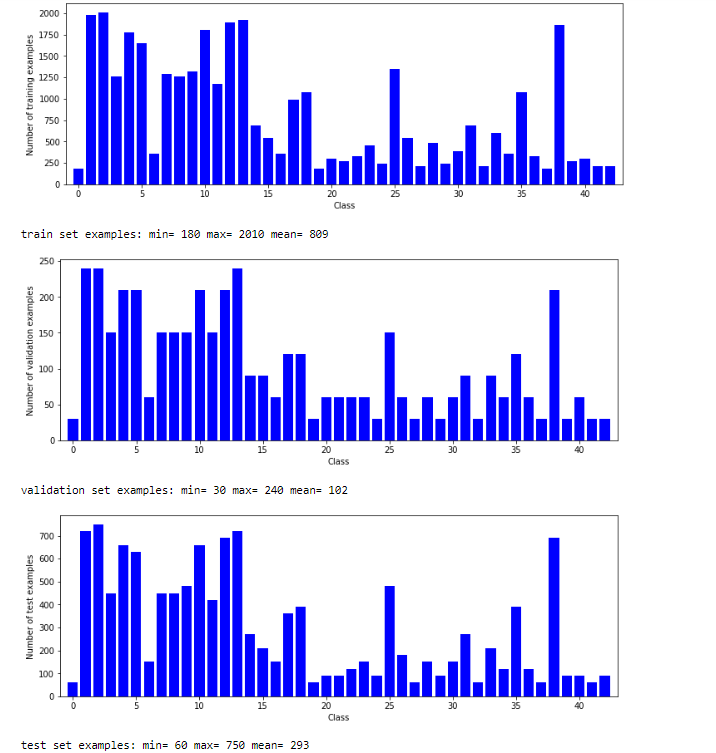 2000
1750
1500
1250
1000
750
500
250
0
Number of training examples
0 5 10 15 20 25 30 35 40
Class
train set examples: min= 180 max= 2010 mean= 809
250
200
150
100
50
0
Number of validation examples
0 5 10 15 20 25 30 35 40
Class
validation set examples: min= 30 max= 240 mean= 102
700
600
500
400
300
200
100
0
Number of test examples
0 5 10 15 20 25 30 35 40
Class
test set examples: min= 60 max= 750 mean= 293